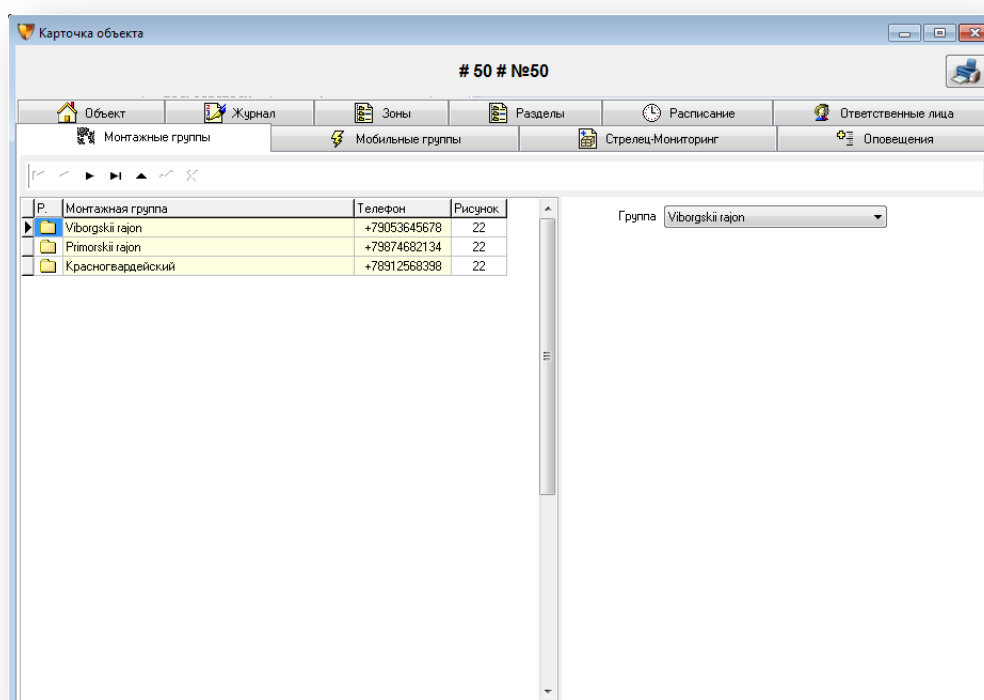 Карточка объекта
# 50 # №50
Объект Журнал Зоны Разделы Расписание Ответственные лица
Монтажные группы Мобильные группы Стрелец-Мониторинг Оповещения
Р. Монтажная группа Телефон Рисунок
Viborgskii rajon +79053645678 22
Primorskii rajon +79874682134 22
Красногвардейский +78912568398 22
Группа Viborgskii rajon